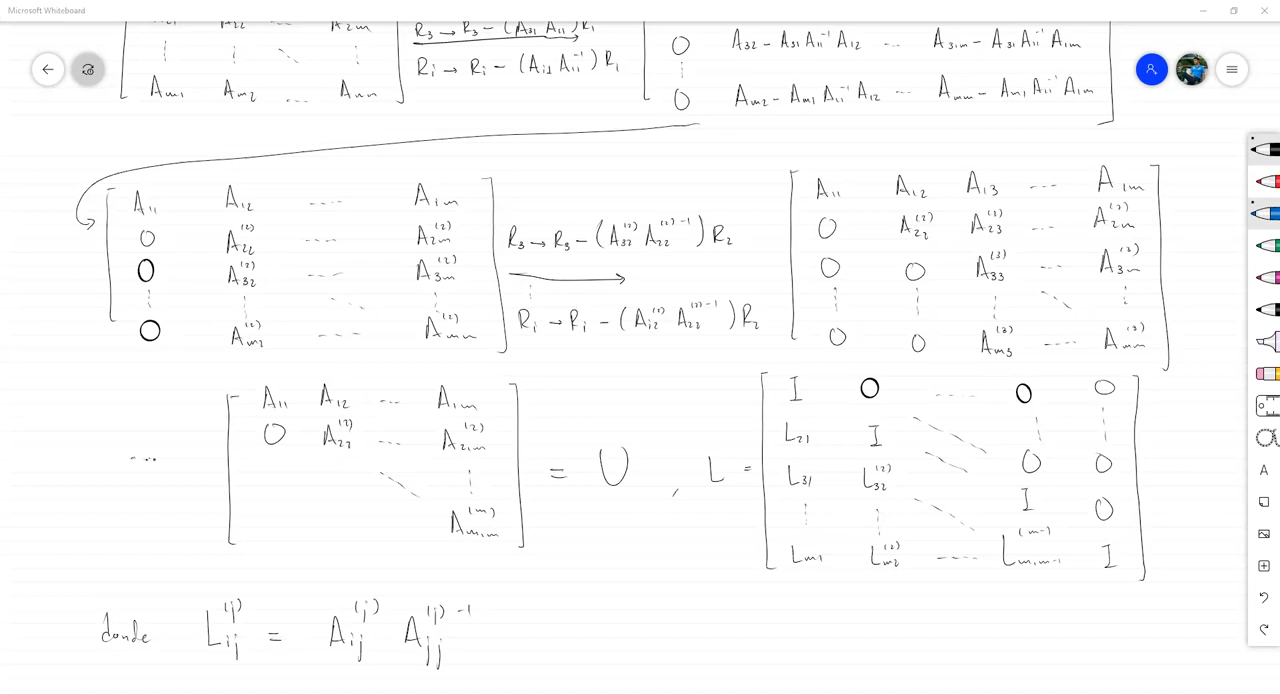 Microsoft Whiteboard
A₂ₘ R₃ → R₃ − (A₃₁ A₁₁⁻¹) R₁
⋮ ⋮ ⋱ ⋮ Rᵢ → Rᵢ − (Aᵢ₁ A₁₁⁻¹) R₁ 0 A₃₂ − A₃₁ A₁₁⁻¹ A₁₂ ... A₃ₘ − A₃₁ A₁₁⁻¹ A₁ₘ
Aₘ₁ Aₘ₂ ... Aₘₘ 0 Aₘ₂ − Aₘ₁ A₁₁⁻¹ A₁₂ ... Aₘₘ − Aₘ₁ A₁₁⁻¹ A₁ₘ
A₁₁ A₁₂ ---- A₁ₘ
0 A₂₂⁽²⁾ ---- A₂ₘ⁽²⁾
0 A₃₂⁽²⁾ ---- A₃ₘ⁽²⁾
⋮ ⋮ ⋱ ⋮
0 Aₘ₂⁽²⁾ ---- Aₘₘ⁽²⁾
R₃ → R₃ − (A₃₂⁽²⁾ A₂₂⁽²⁾⁻¹) R₂
Rᵢ → Rᵢ − (Aᵢ₂⁽²⁾ A₂₂⁽²⁾⁻¹) R₂
A₁₁ A₁₂ A₁₃ --- A₁ₘ
0 A₂₂⁽²⁾ A₂₃⁽²⁾ A₂ₘ⁽²⁾
0 0 A₃₃⁽³⁾ --- A₃ₘ⁽³⁾
⋮ ⋮ ⋮ ⋱ ⋮
0 0 Aₘ₃⁽³⁾ ---- Aₘₘ⁽³⁾
A₁₁ A₁₂ ... A₁ₘ
0 A₂₂⁽²⁾ ... A₂,ₘ⁽²⁾
⋱ ⋮
Aₘ,ₘ⁽ᵐ⁾
... = U , L =
I 0 ---- 0 0
L₂₁ I ⋱ ⋮ ⋮
L₃₁ L₃₂⁽²⁾ ⋱ 0 0
⋮ ⋮ ⋱ I 0
Lₘ₁ Lₘ₂⁽²⁾ ---- Lₘ,ₘ₋₁⁽ᵐ⁻¹⁾ I
donde Lᵢⱼ⁽ʲ⁾ = Aᵢⱼ⁽ʲ⁾ Aⱼⱼ⁽ʲ⁾⁻¹
A